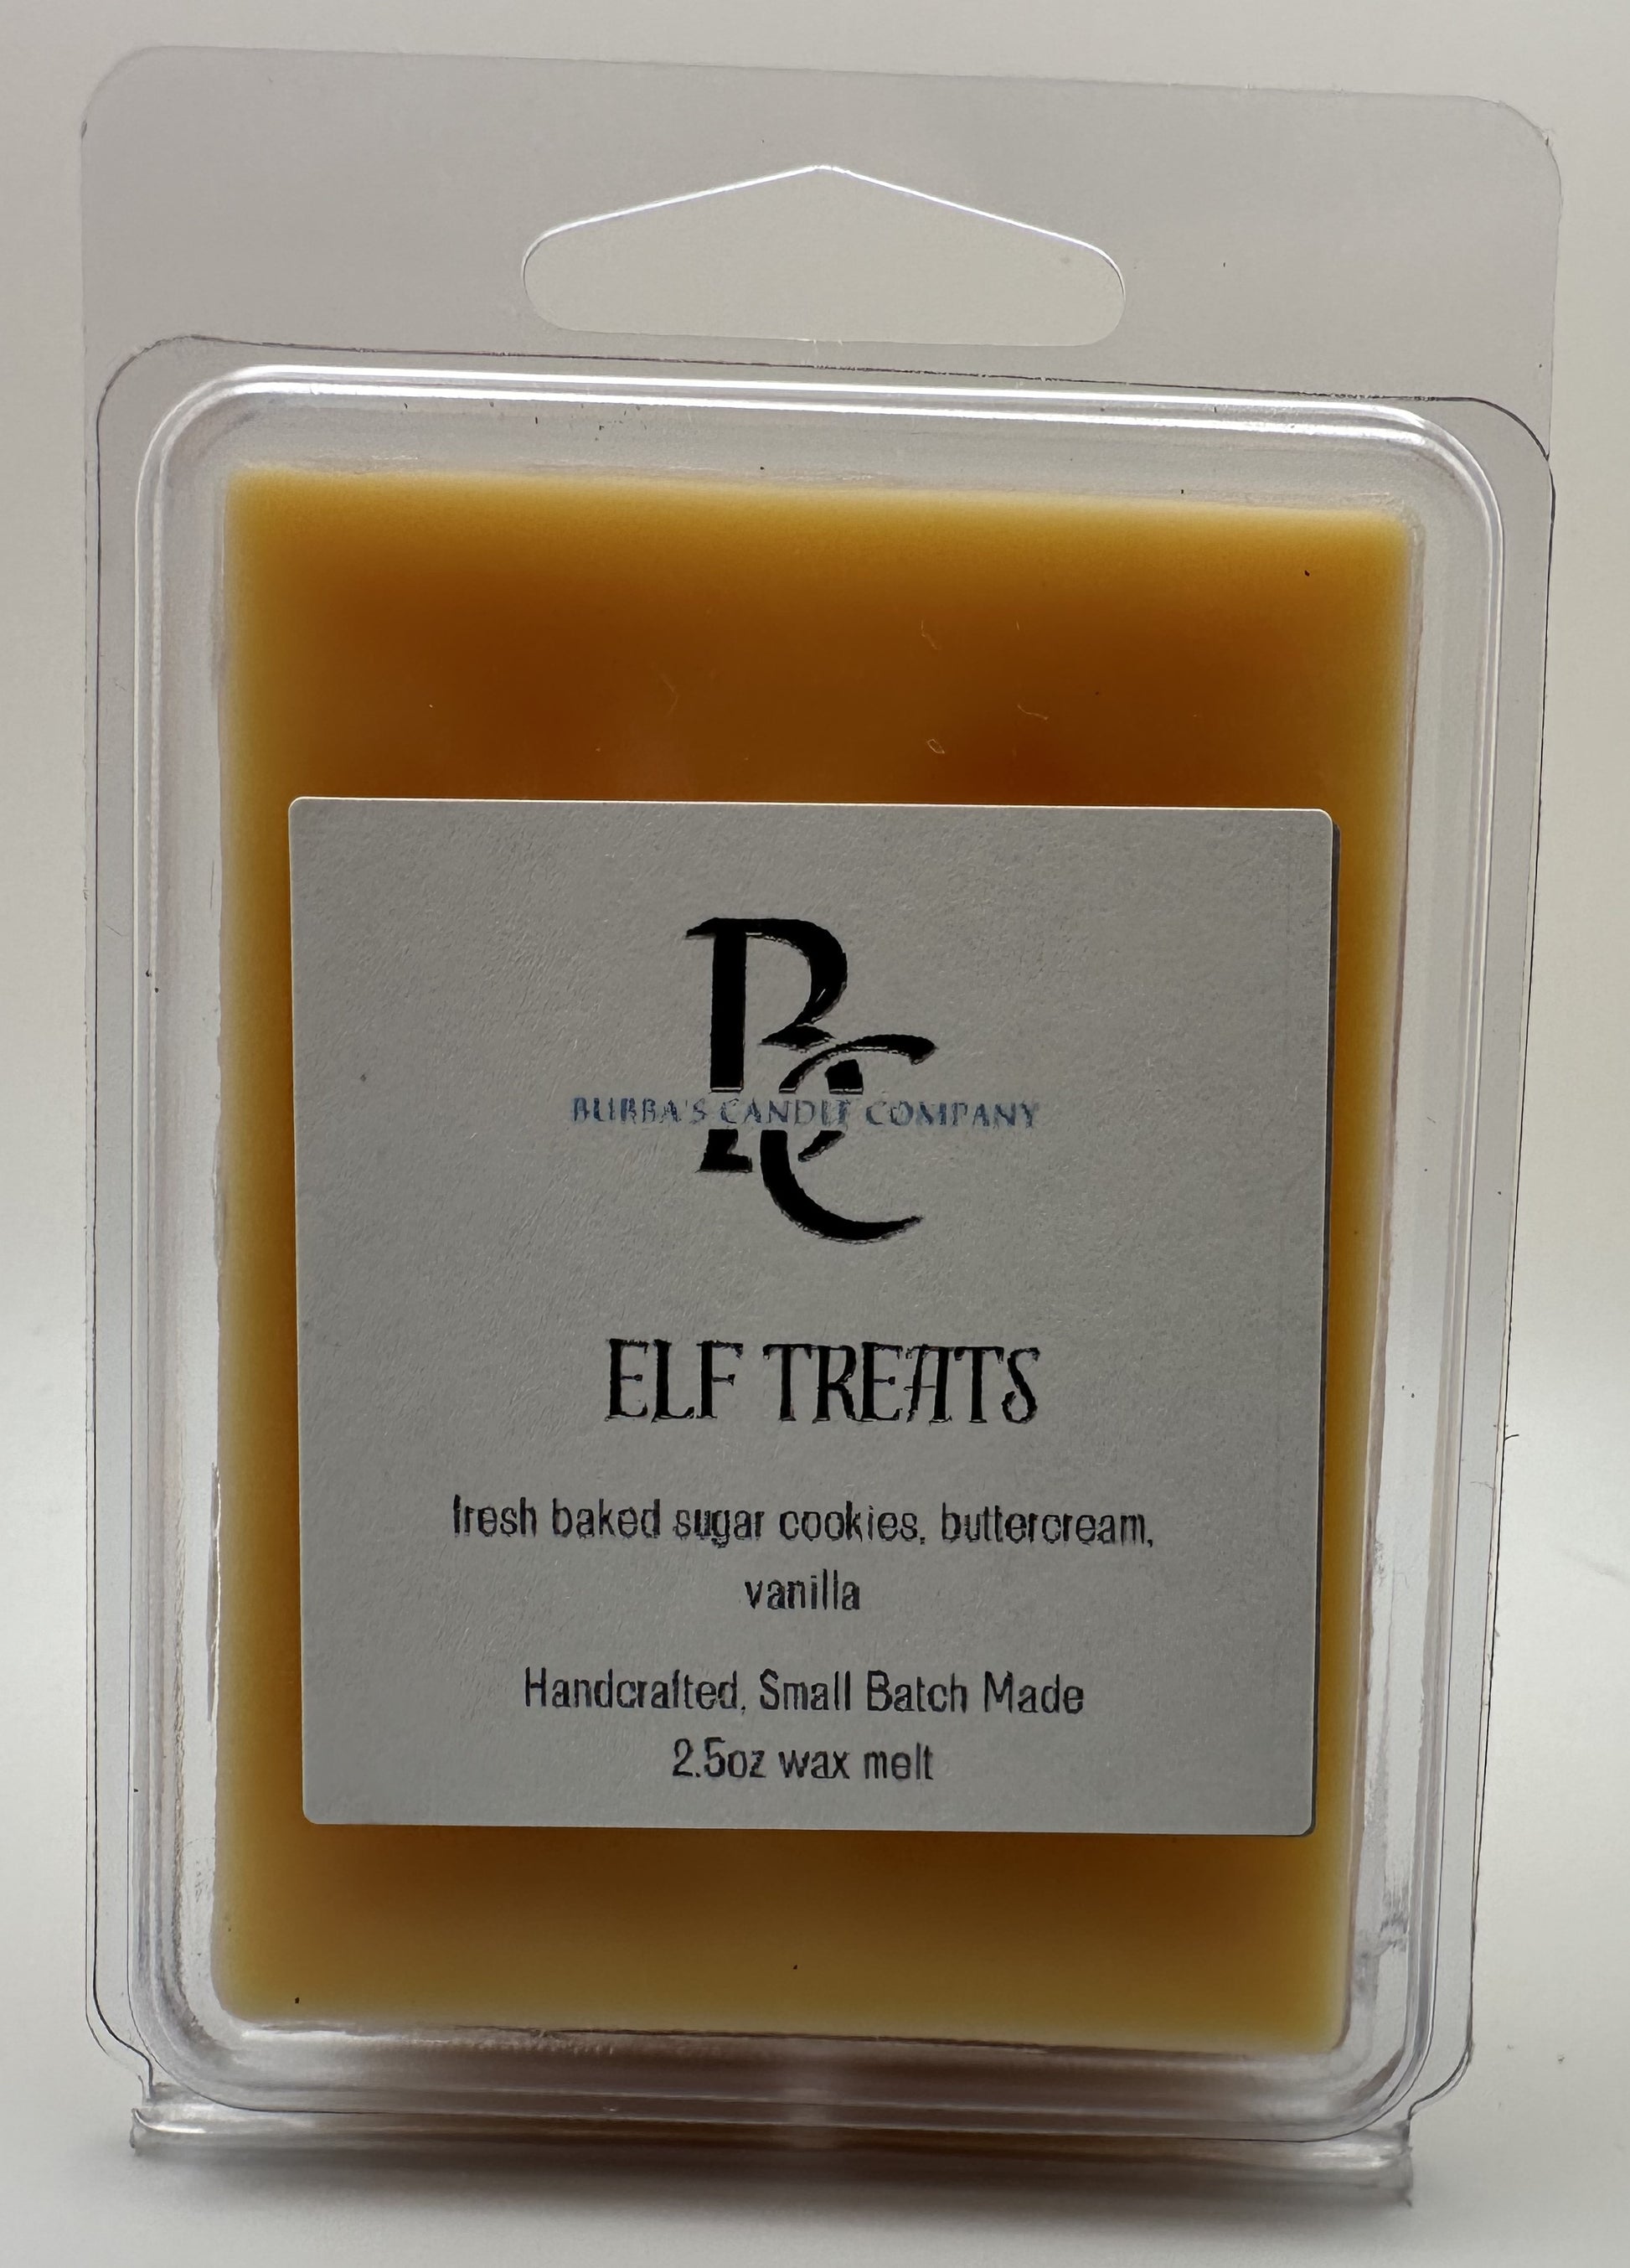 BC
BUBBA'S CANDLE COMPANY
ELF TREATS
fresh baked sugar cookies, buttercream,
vanilla
Handcrafted, Small Batch Made
2.5oz wax melt